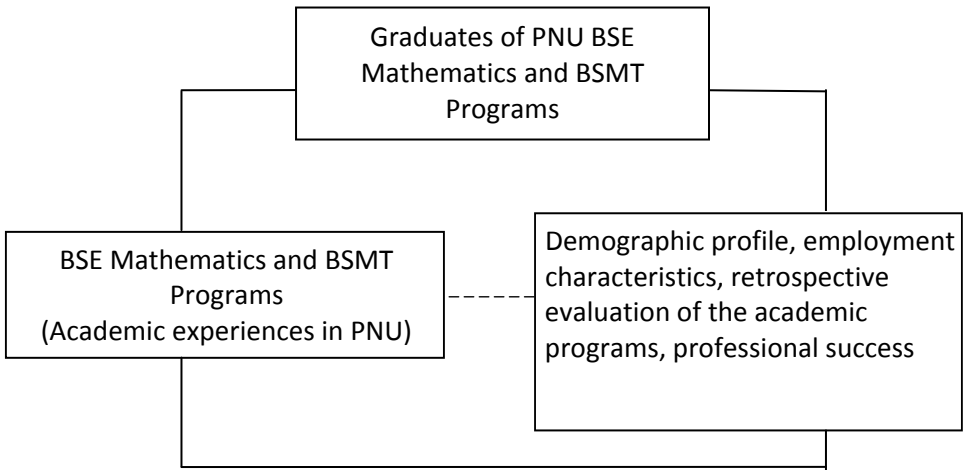 Graduates of PNU BSE
Mathematics and BSMT
Programs
BSE Mathematics and BSMT
Programs
(Academic experiences in PNU)
Demographic profile, employment
characteristics, retrospective
evaluation of the academic
programs, professional success